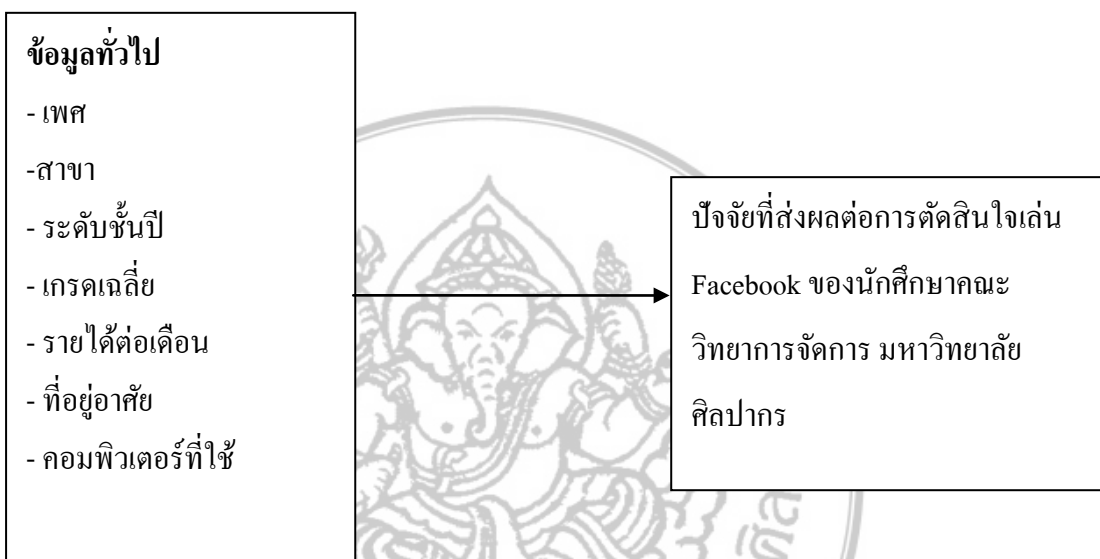 ข้อมูลทั่วไป
- เพศ
-สาขา
- ระดับชั้นปี
- เกรดเฉลี่ย
- รายได้ต่อเดือน
- ที่อยู่อาศัย
- คอมพิวเตอร์ที่ใช้
ปัจจัยที่ส่งผลต่อการตัดสินใจเล่น
Facebook ของนักศึกษาคณะ
วิทยาการจัดการ มหาวิทยาลัย
ศิลปากร